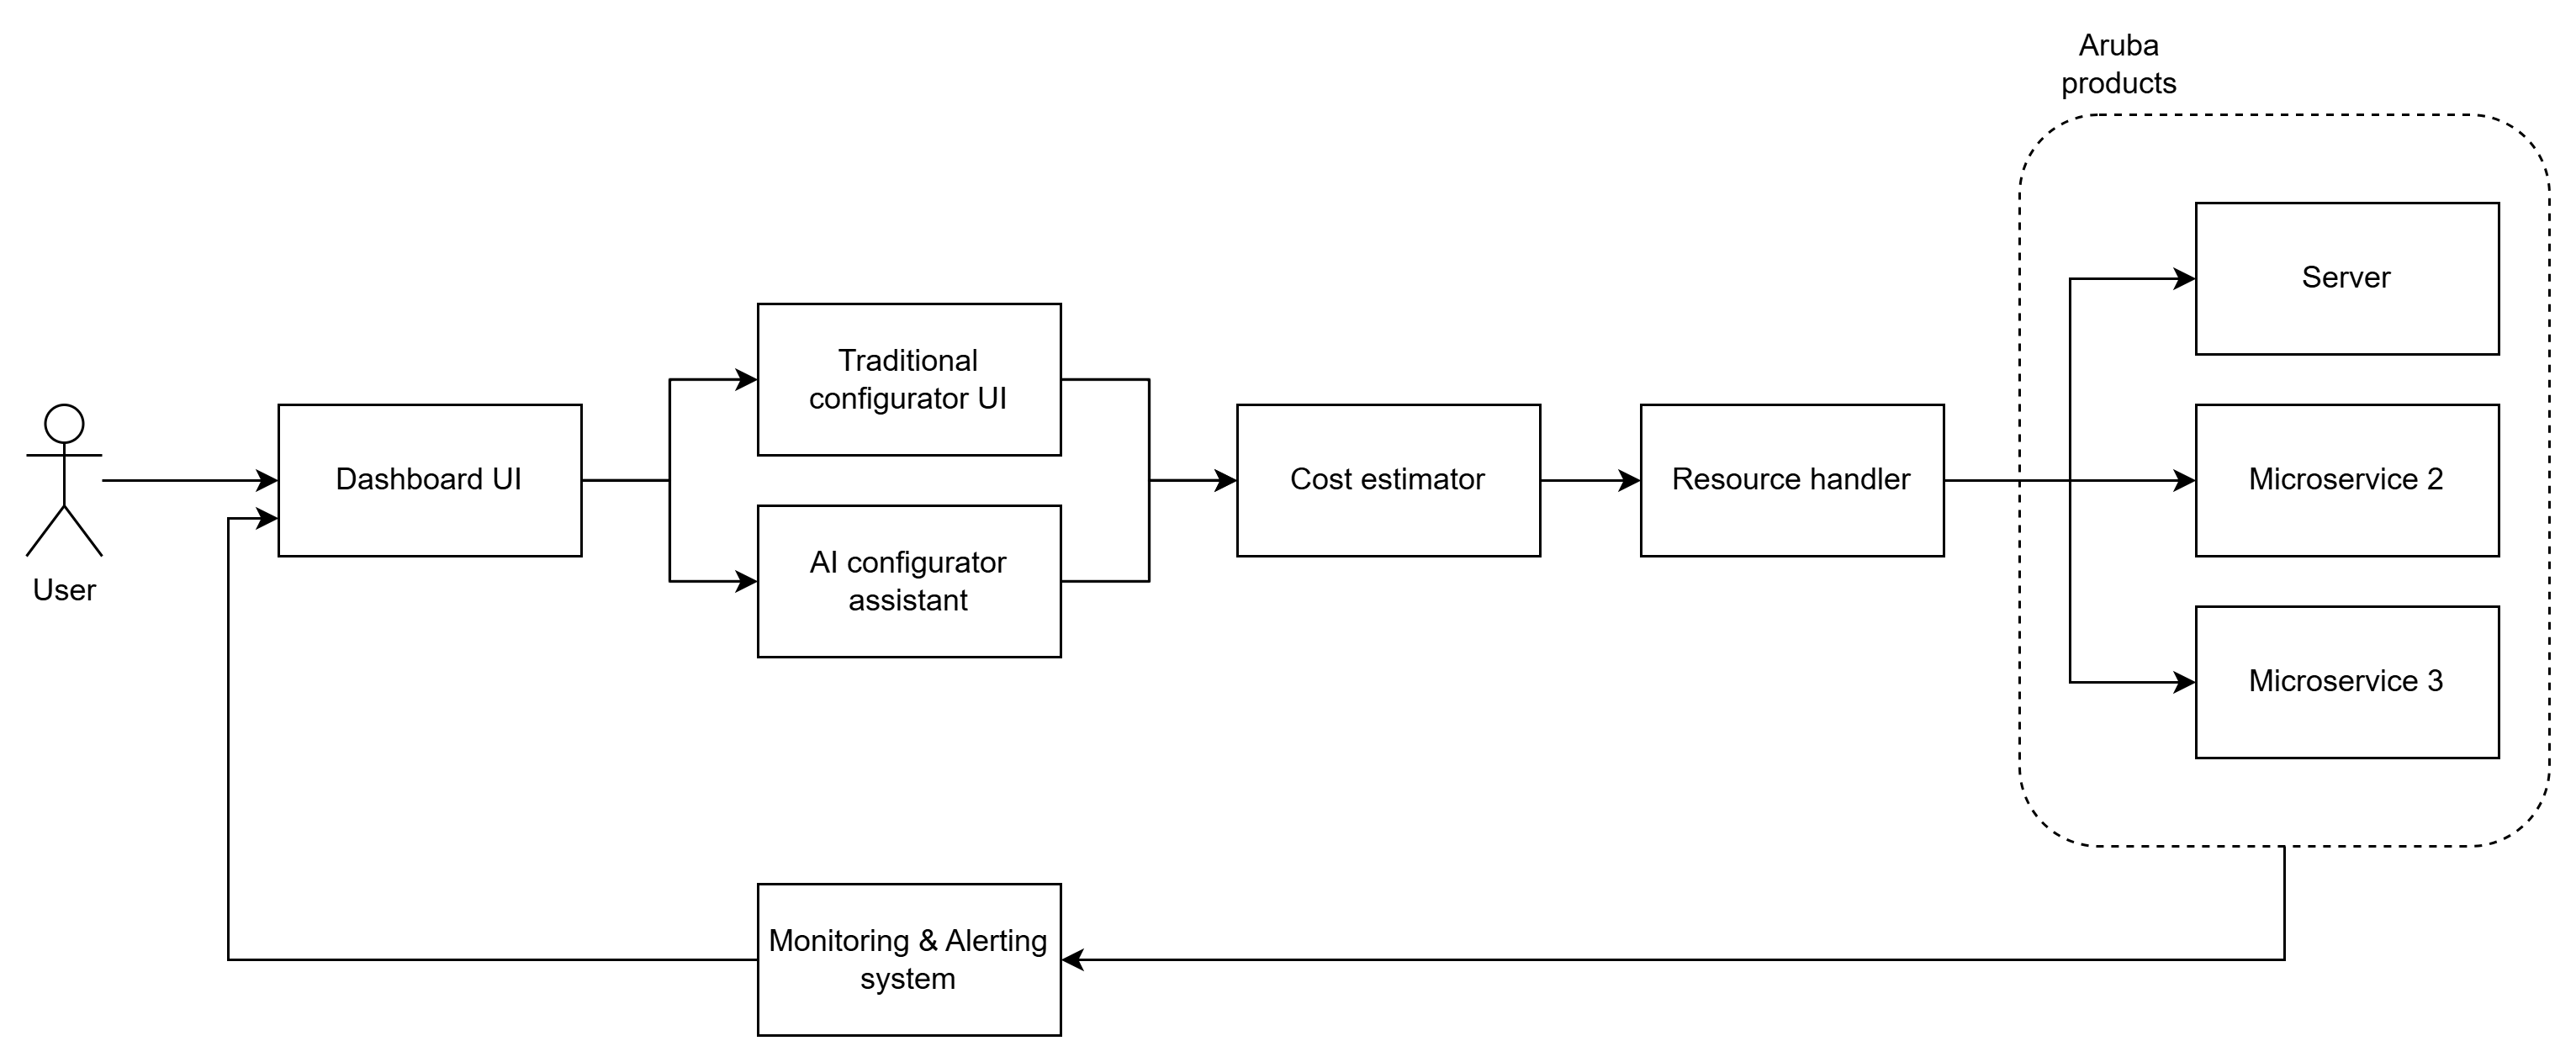 Aruba
products
Server
Traditional
configurator UI
Dashboard UI
Cost estimator
Resource handler
Microservice 2
AI configurator
assistant
User
Microservice 3
Monitoring & Alerting
system